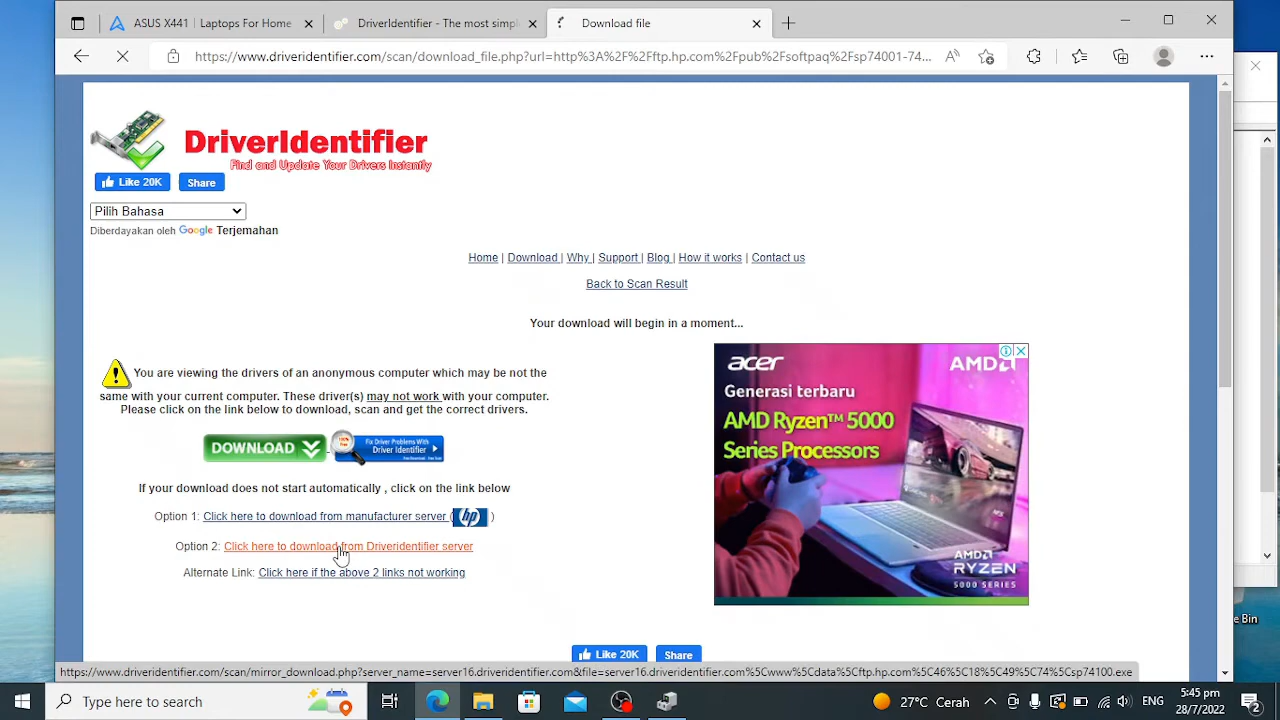 ASUS X441 | Laptops For Home
DriverIdentifier - The most simpl
Download file
https://www.driveridentifier.com/scan/download_file.php?url=http%3A%2F%2Fftp.hp.com%2Fpub%2Fsoftpaq%2Fsp74001-74...
DriverIdentifier
Find and Update Your Drivers Instantly
Like 20K
Share
Pilih Bahasa
Diberdayakan oleh Google Terjemahan
Home | Download | Why | Support | Blog | How it works | Contact us
Back to Scan Result
Your download will begin in a moment...
You are viewing the drivers of an anonymous computer which may not be the
same with your current computer. These driver(s) may not work with your computer.
Please click on the link below to download, scan and get the correct drivers.
DOWNLOAD
100% Free
Fix Driver Problems With
Driver Identifier
If your download does not start automatically , click on the link below
Option 1: Click here to download from manufacturer server ( hp )
Option 2: Click here to download from Driveridentifier server
Alternate Link: Click here if the above 2 links not working
acer
AMD
Generasi terbaru
AMD Ryzen™ 5000
Series Processors
AMD
RYZEN
5000 SERIES
Like 20K
Share
https://www.driveridentifier.com/scan/mirror_download.php?server_name=server16.driveridentifier.com&file=server16.driveridentifier.com%5Cwww%5Cdata%5Cftp.hp.com%5C46%5C18%5C49%5C74%5Csp74100.exe
e Bin
Type here to search
27°C Cerah
ENG
5:45 pm
28/7/2022
2